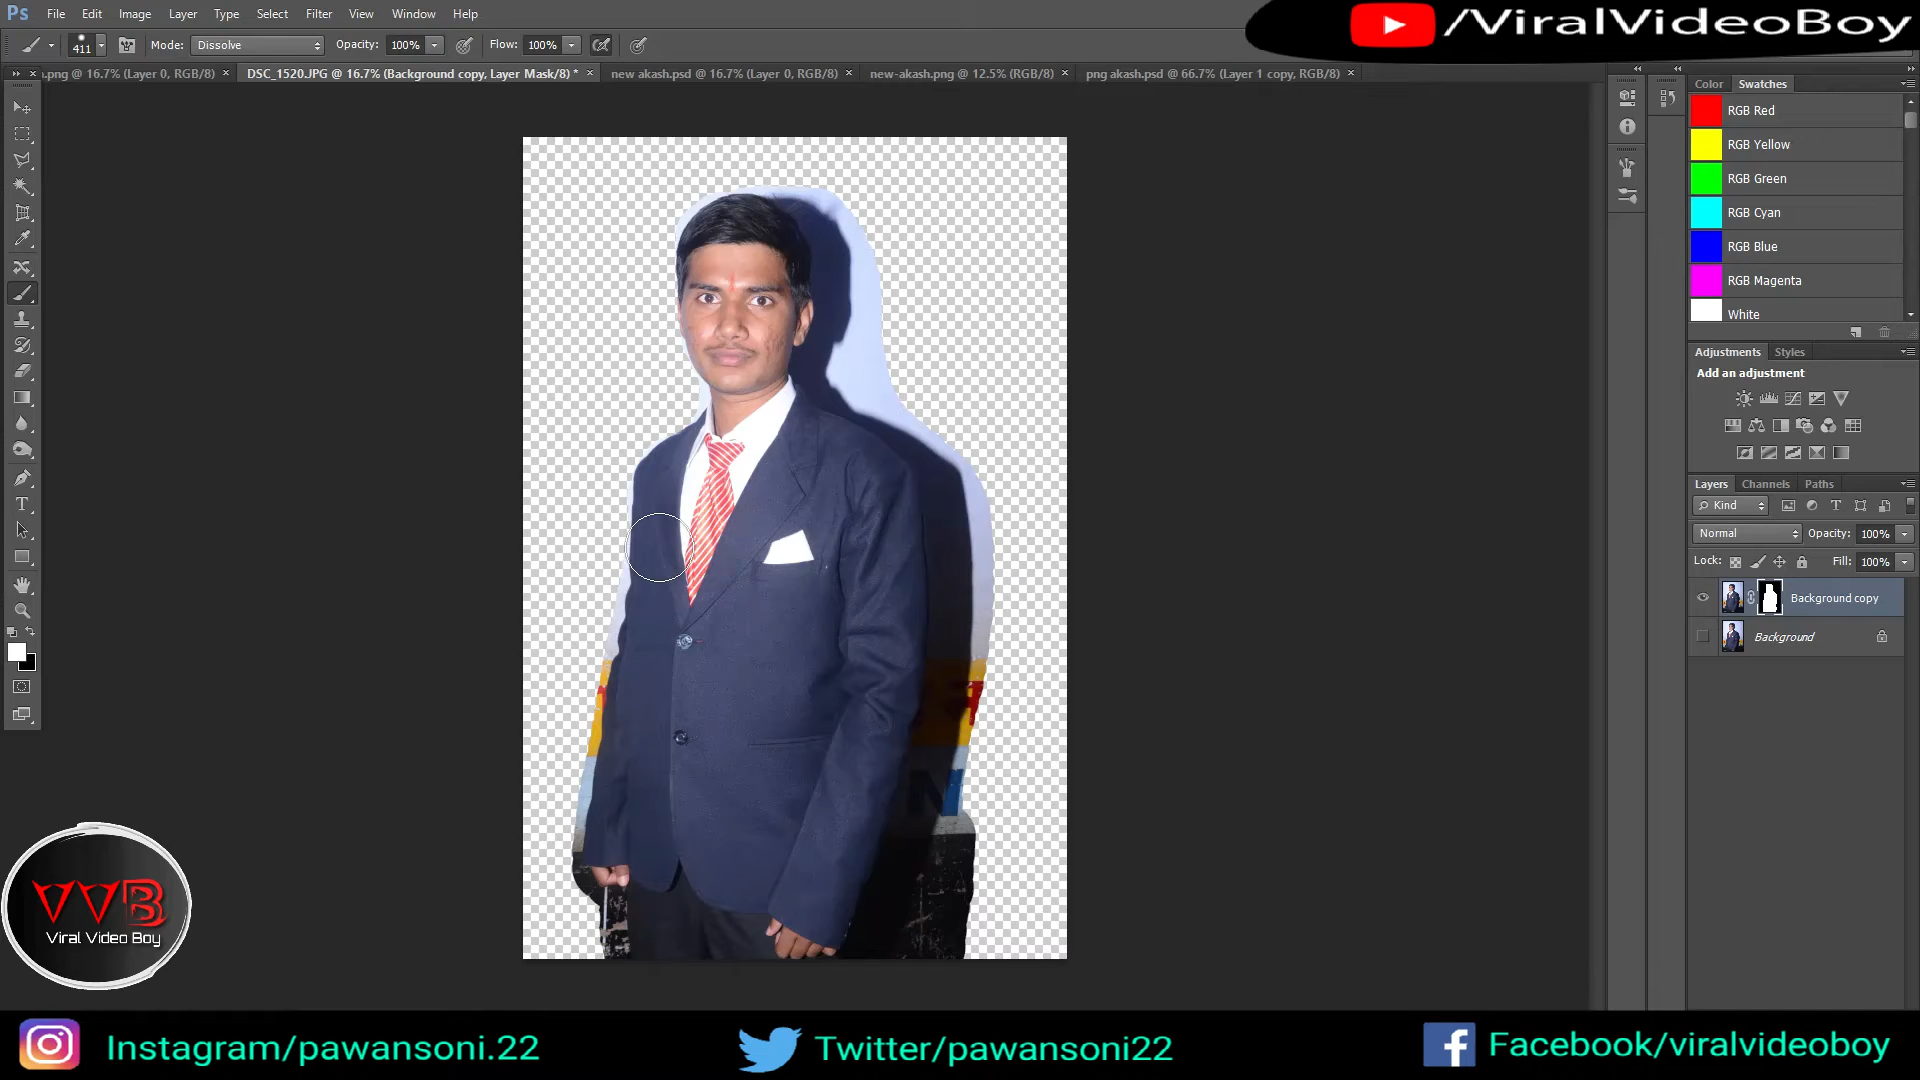 Ps File Edit Image Layer Type Select Filter View Window Help
/ViralVideoBoy
411 Mode: Dissolve Opacity: 100% Flow: 100%
.png @ 16.7% (Layer 0, RGB/8) × DSC_1520.JPG @ 16.7% (Background copy, Layer Mask/8) * × new akash.psd @ 16.7% (Layer 0, RGB/8) × new-akash.png @ 12.5% (RGB/8) × png akash.psd @ 66.7% (Layer 1 copy, RGB/8) ×
Color Swatches
RGB Red
RGB Yellow
RGB Green
RGB Cyan
RGB Blue
RGB Magenta
White
Adjustments Styles
Add an adjustment
Layers Channels Paths
Kind
Normal Opacity: 100%
Lock: Fill: 100%
Background copy
Background
VVB
Viral Video Boy
Instagram/pawansoni.22
Twitter/pawansoni22
Facebook/viralvideoboy